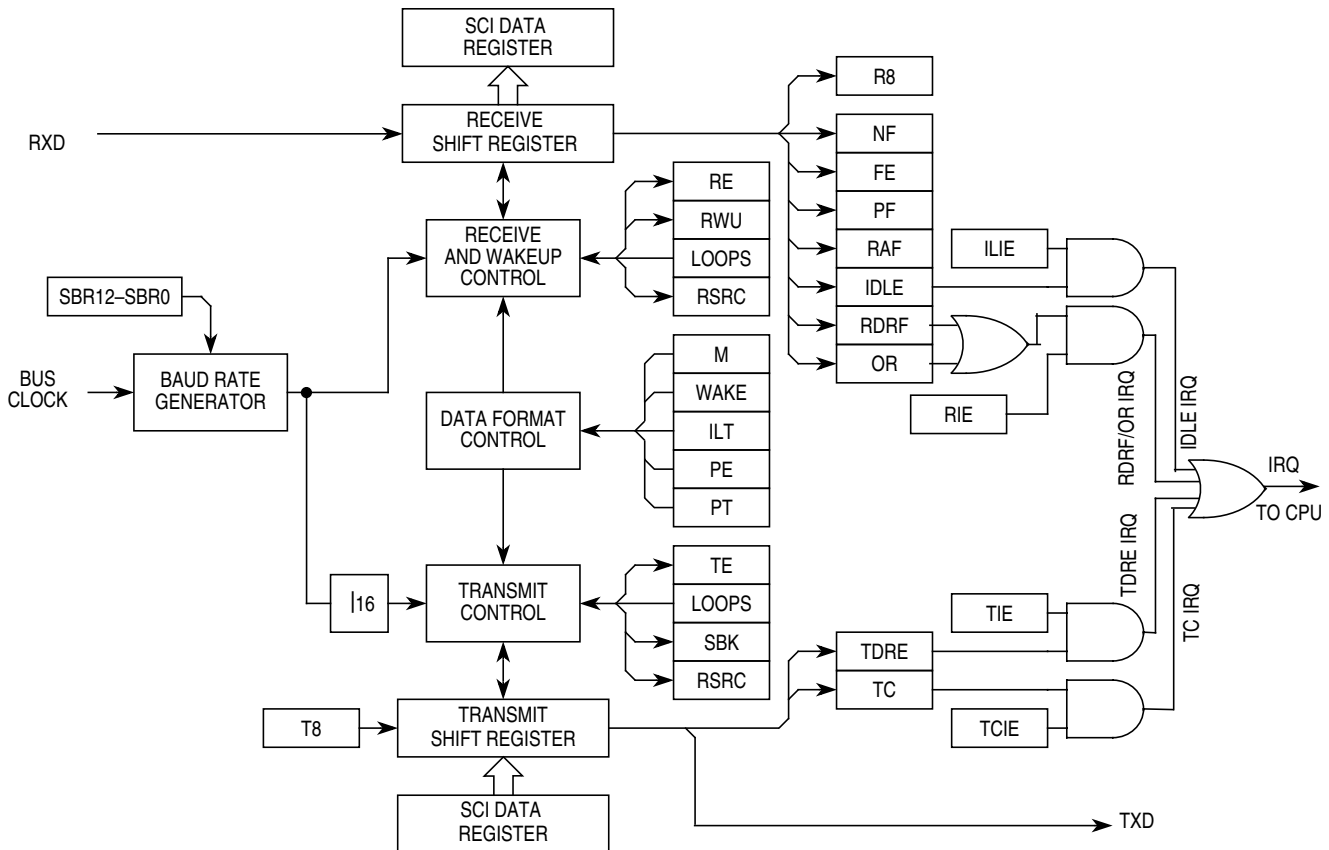 SCI DATA
REGISTER
RECEIVE
SHIFT REGISTER
RXD
R8
NF
FE
PF
RAF
IDLE
RDRF
OR
RE
RWU
LOOPS
RSRC
RECEIVE
AND WAKEUP
CONTROL
ILIE
SBR12–SBR0
BUS
CLOCK
BAUD RATE
GENERATOR
DATA FORMAT
CONTROL
M
WAKE
ILT
PE
PT
RIE
RDRF/OR IRQ
IDLE IRQ
IRQ
TO CPU
TDRE IRQ
TC IRQ
|16
TRANSMIT
CONTROL
TE
LOOPS
SBK
RSRC
TIE
TDRE
TC
TCIE
T8
TRANSMIT
SHIFT REGISTER
SCI DATA
REGISTER
TXD